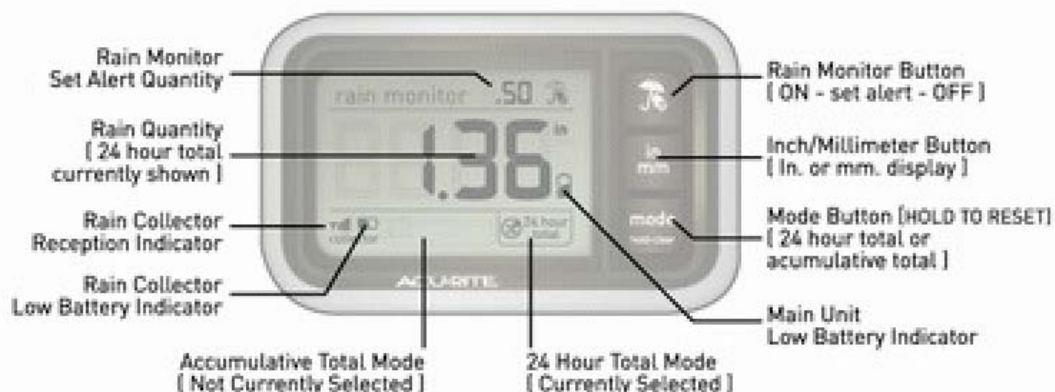 Rain Monitor
Set Alert Quantity
Rain Quantity
[ 24 hour total
currently shown ]
Rain Collector
Reception Indicator
Rain Collector
Low Battery Indicator
Accumulative Total Mode
[ Not Currently Selected ]
24 Hour Total Mode
[ Currently Selected ]
rain monitor .50
1.36 in
collector
24 hour
total
ACURITE
in
mm
mode
Rain Monitor Button
[ ON - set alert - OFF ]
Inch/Millimeter Button
[ In. or mm. display ]
Mode Button [HOLD TO RESET]
[ 24 hour total or
acumulative total ]
Main Unit
Low Battery Indicator